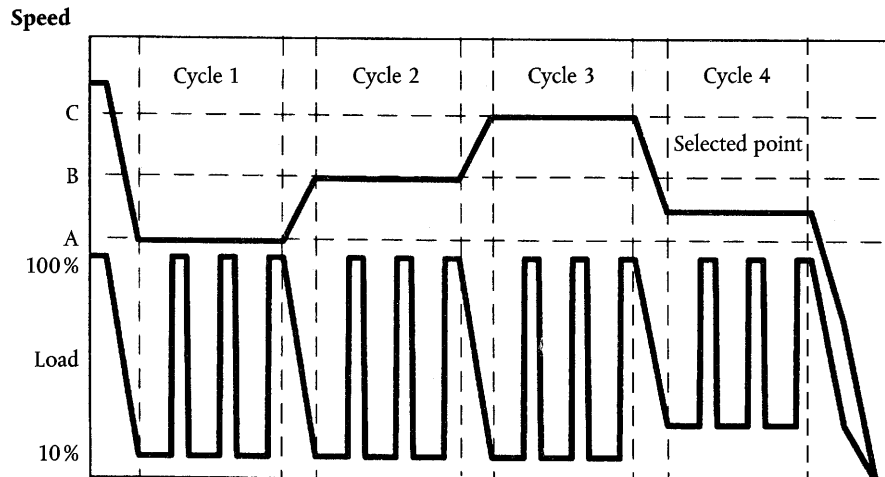 Speed
Cycle 1
Cycle 2
Cycle 3
Cycle 4
C
Selected point
B
A
100%
Load
10%